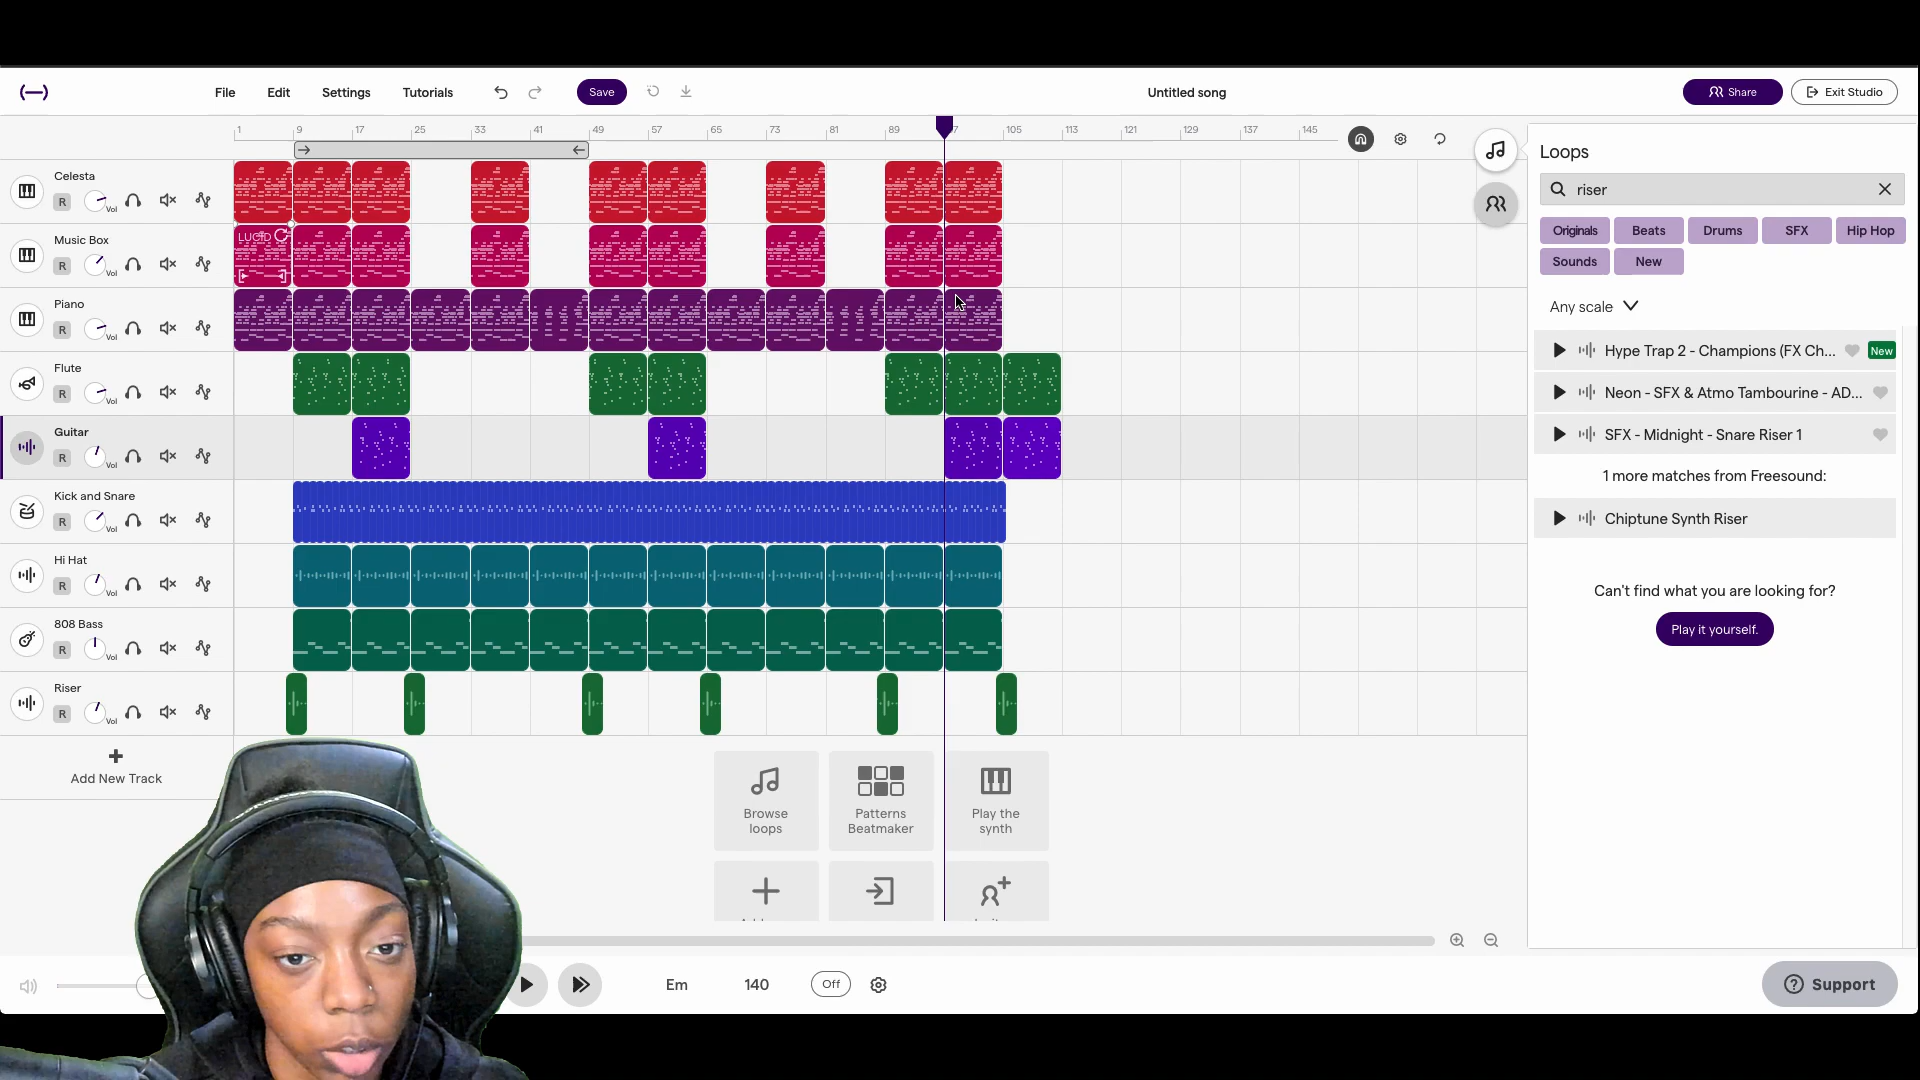 File Edit Settings Tutorials Save Untitled song Share Exit Studio
1 9 17 25 33 41 49 57 65 73 81 89 7 105 113 121 129 137 145
Celesta
R Vol
Music Box
R Vol
LUCID
Piano
R Vol
Flute
R Vol
Guitar
R Vol
Kick and Snare
R Vol
Hi Hat
R Vol
808 Bass
R Vol
Riser
R Vol
Add New Track
Browse
loops
Patterns
Beatmaker
Play the
synth
Em 140 Off
Loops
riser
Originals Beats Drums SFX Hip Hop
Sounds New
Any scale
Hype Trap 2 - Champions (FX Ch... New
Neon - SFX & Atmo Tambourine - AD...
SFX - Midnight - Snare Riser 1
1 more matches from Freesound:
Chiptune Synth Riser
Can't find what you are looking for?
Play it yourself.
Support